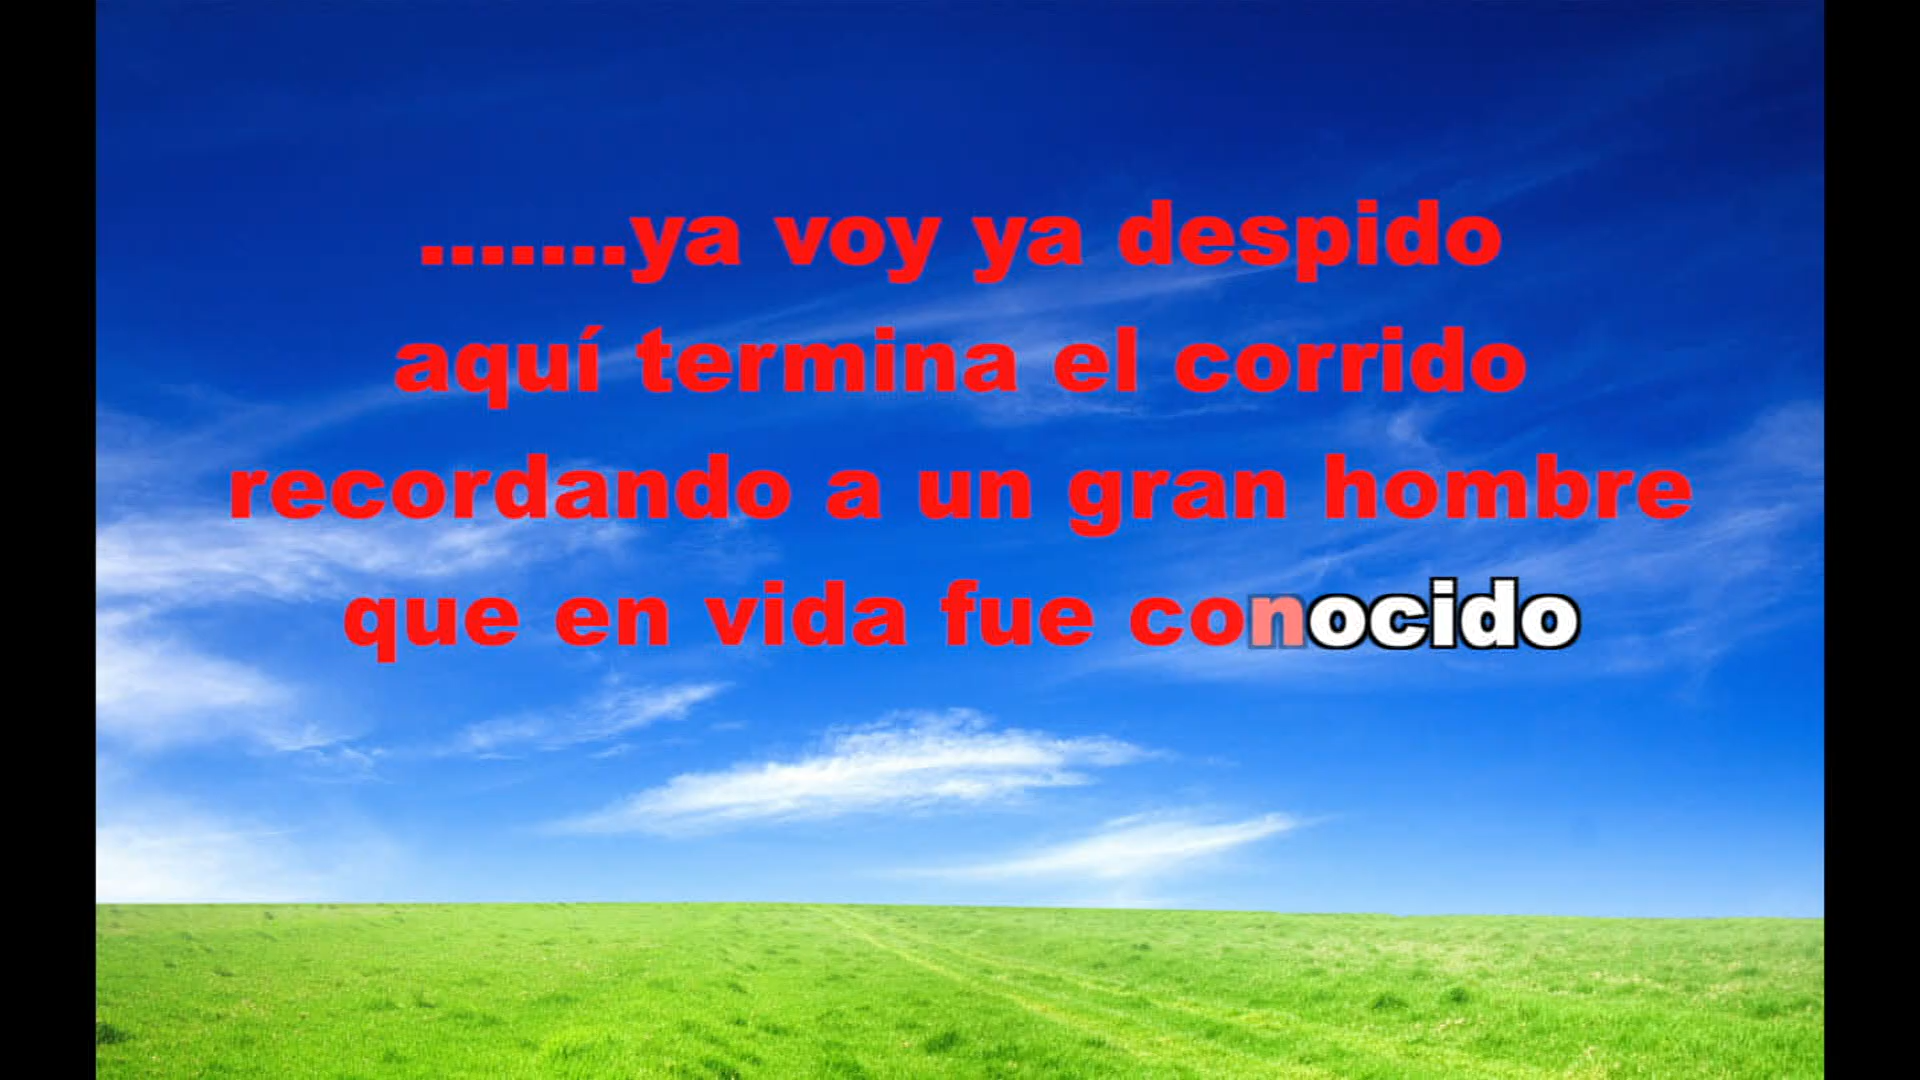 .......ya voy ya despido
aquí termina el corrido
recordando a un gran hombre
que en vida fue conocido